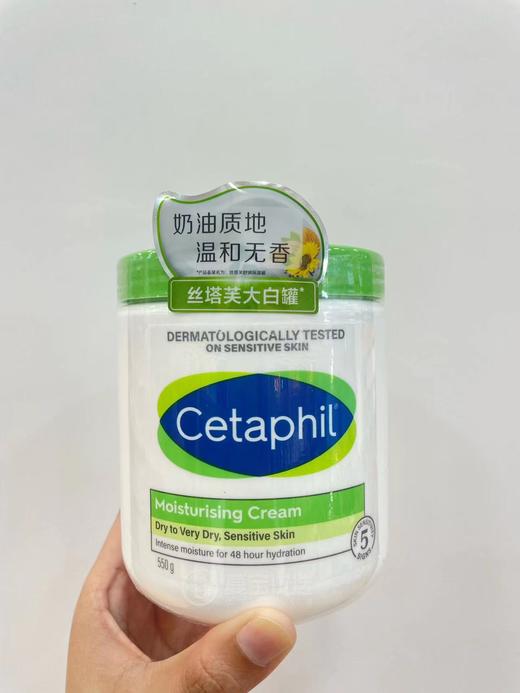 奶油质地
温和无香
丝塔芙大白罐*
DERMATOLOGICALLY TESTED
ON SENSITIVE SKIN
Cetaphil®
Moisturising Cream
Dry to Very Dry, Sensitive Skin
Intense moisture for 48 hour hydration
550 g
5
SIGNS